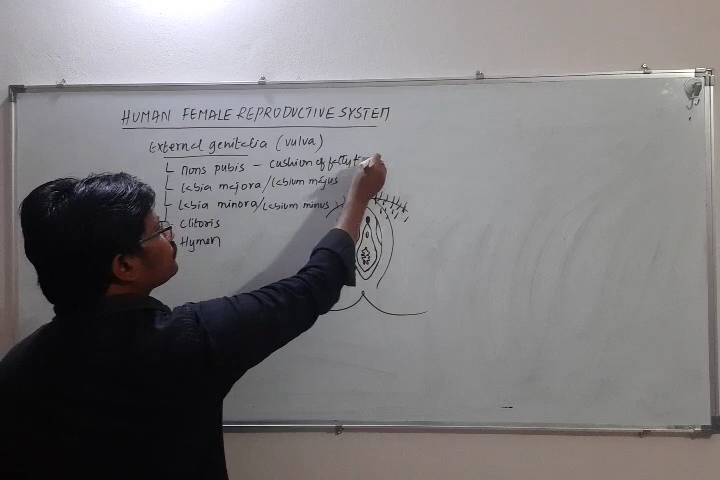 HUMAN FEMALE REPRODUCTIVE SYSTEM
External genitalia (vulva)
Mons pubis - cushion of fatty t
Labia majora/labium majus
Labia minora/labium minus
Clitoris
Hymen